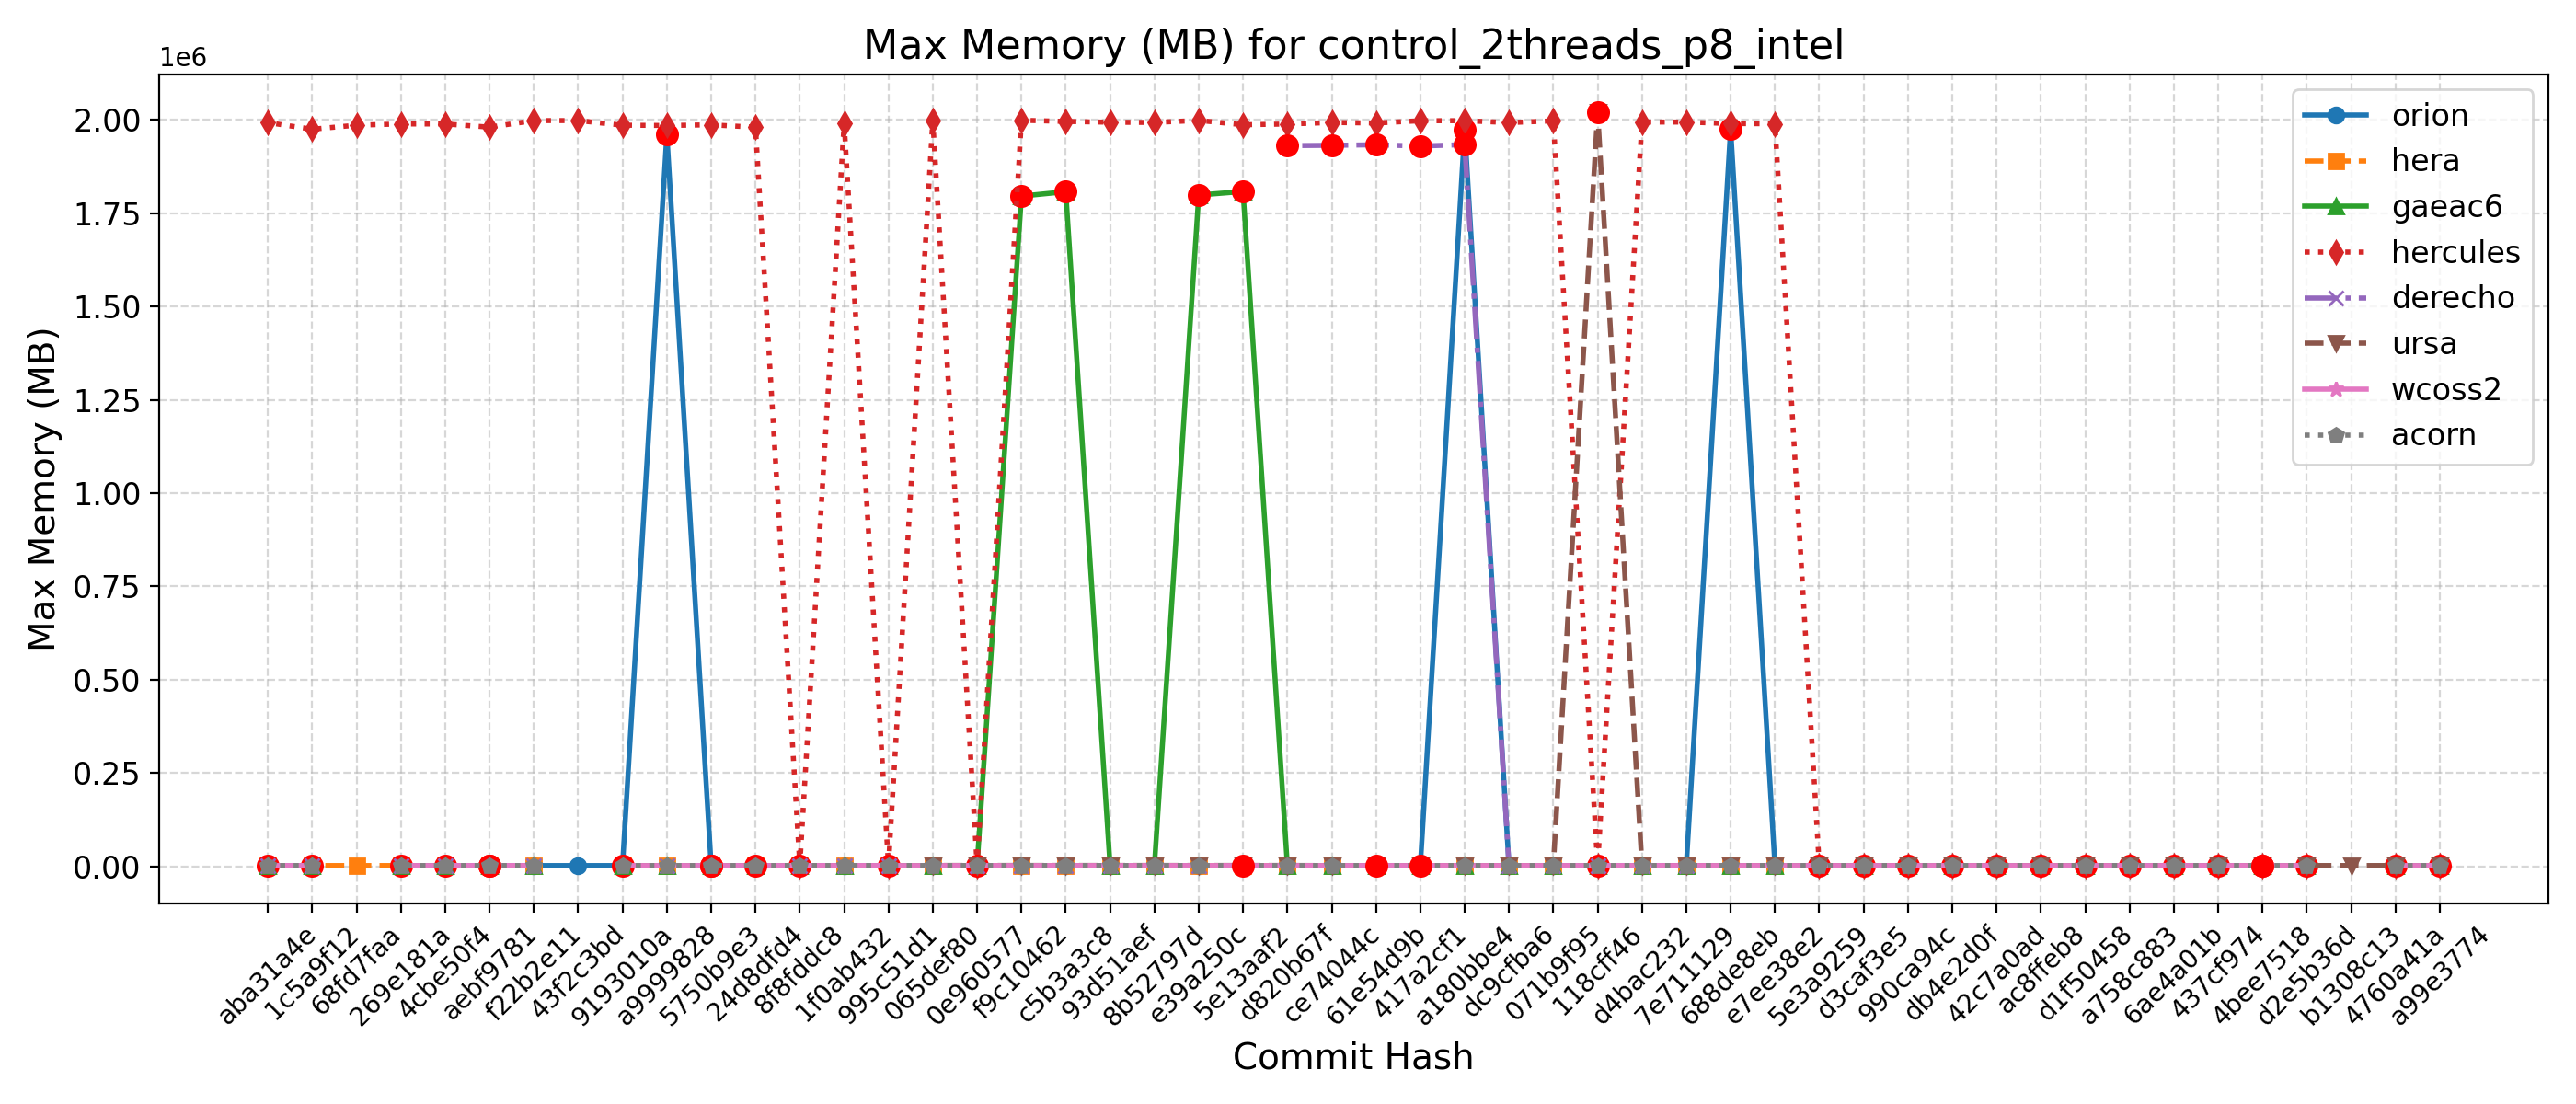 Max Memory (MB) for control_2threads_p8_intel
1e6
2.00
1.75
1.50
1.25
1.00
0.75
0.50
0.25
0.00
Max Memory (MB)
orion
hera
gaeac6
hercules
derecho
ursa
wcoss2
acorn
aba31a4e
1c5a9f12
68fd7faa
269e181a
4cbe50f4
aebf9781
f22b2e11
43f2c3bd
9193010a
a9999828
5750b9e3
24d8dfd4
8f8fddc8
1f0ab432
995c51d1
065def80
0e960577
f9c10462
c5b3a3c8
93d51aef
8b52797d
e39a250c
5e13aaf2
d820b67f
ce74044c
61e54d9b
417a2cf1
a180bbe4
dc9cfba6
071b9f95
118cff46
d4bac232
7e711129
688de8eb
e7ee38e2
5e3a9259
d3caf3e5
990ca94c
db4e2d0f
42c7a0ad
ac8ffeb8
d1f50458
a758c883
6ae4a01b
437cf974
4bee7518
d2e5b36d
b1308c13
4760a41a
a99e3774
Commit Hash